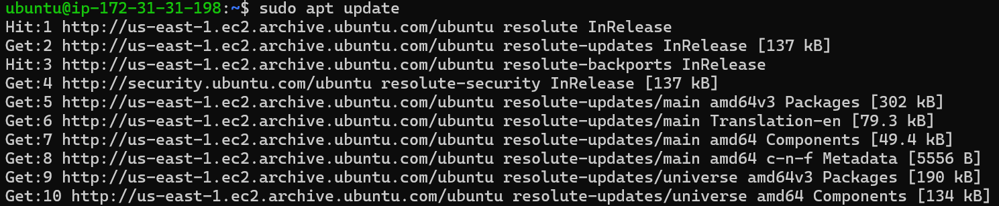 ubuntu@ip-172-31-31-198:~$ sudo apt update
Hit:1 http://us-east-1.ec2.archive.ubuntu.com/ubuntu resolute InRelease
Get:2 http://us-east-1.ec2.archive.ubuntu.com/ubuntu resolute-updates InRelease [137 kB]
Hit:3 http://us-east-1.ec2.archive.ubuntu.com/ubuntu resolute-backports InRelease
Get:4 http://security.ubuntu.com/ubuntu resolute-security InRelease [137 kB]
Get:5 http://us-east-1.ec2.archive.ubuntu.com/ubuntu resolute-updates/main amd64v3 Packages [302 kB]
Get:6 http://us-east-1.ec2.archive.ubuntu.com/ubuntu resolute-updates/main Translation-en [79.3 kB]
Get:7 http://us-east-1.ec2.archive.ubuntu.com/ubuntu resolute-updates/main amd64 Components [49.4 kB]
Get:8 http://us-east-1.ec2.archive.ubuntu.com/ubuntu resolute-updates/main amd64 c-n-f Metadata [5556 B]
Get:9 http://us-east-1.ec2.archive.ubuntu.com/ubuntu resolute-updates/universe amd64v3 Packages [190 kB]
Get:10 http://us-east-1.ec2.archive.ubuntu.com/ubuntu resolute-updates/universe amd64 Components [134 kB]